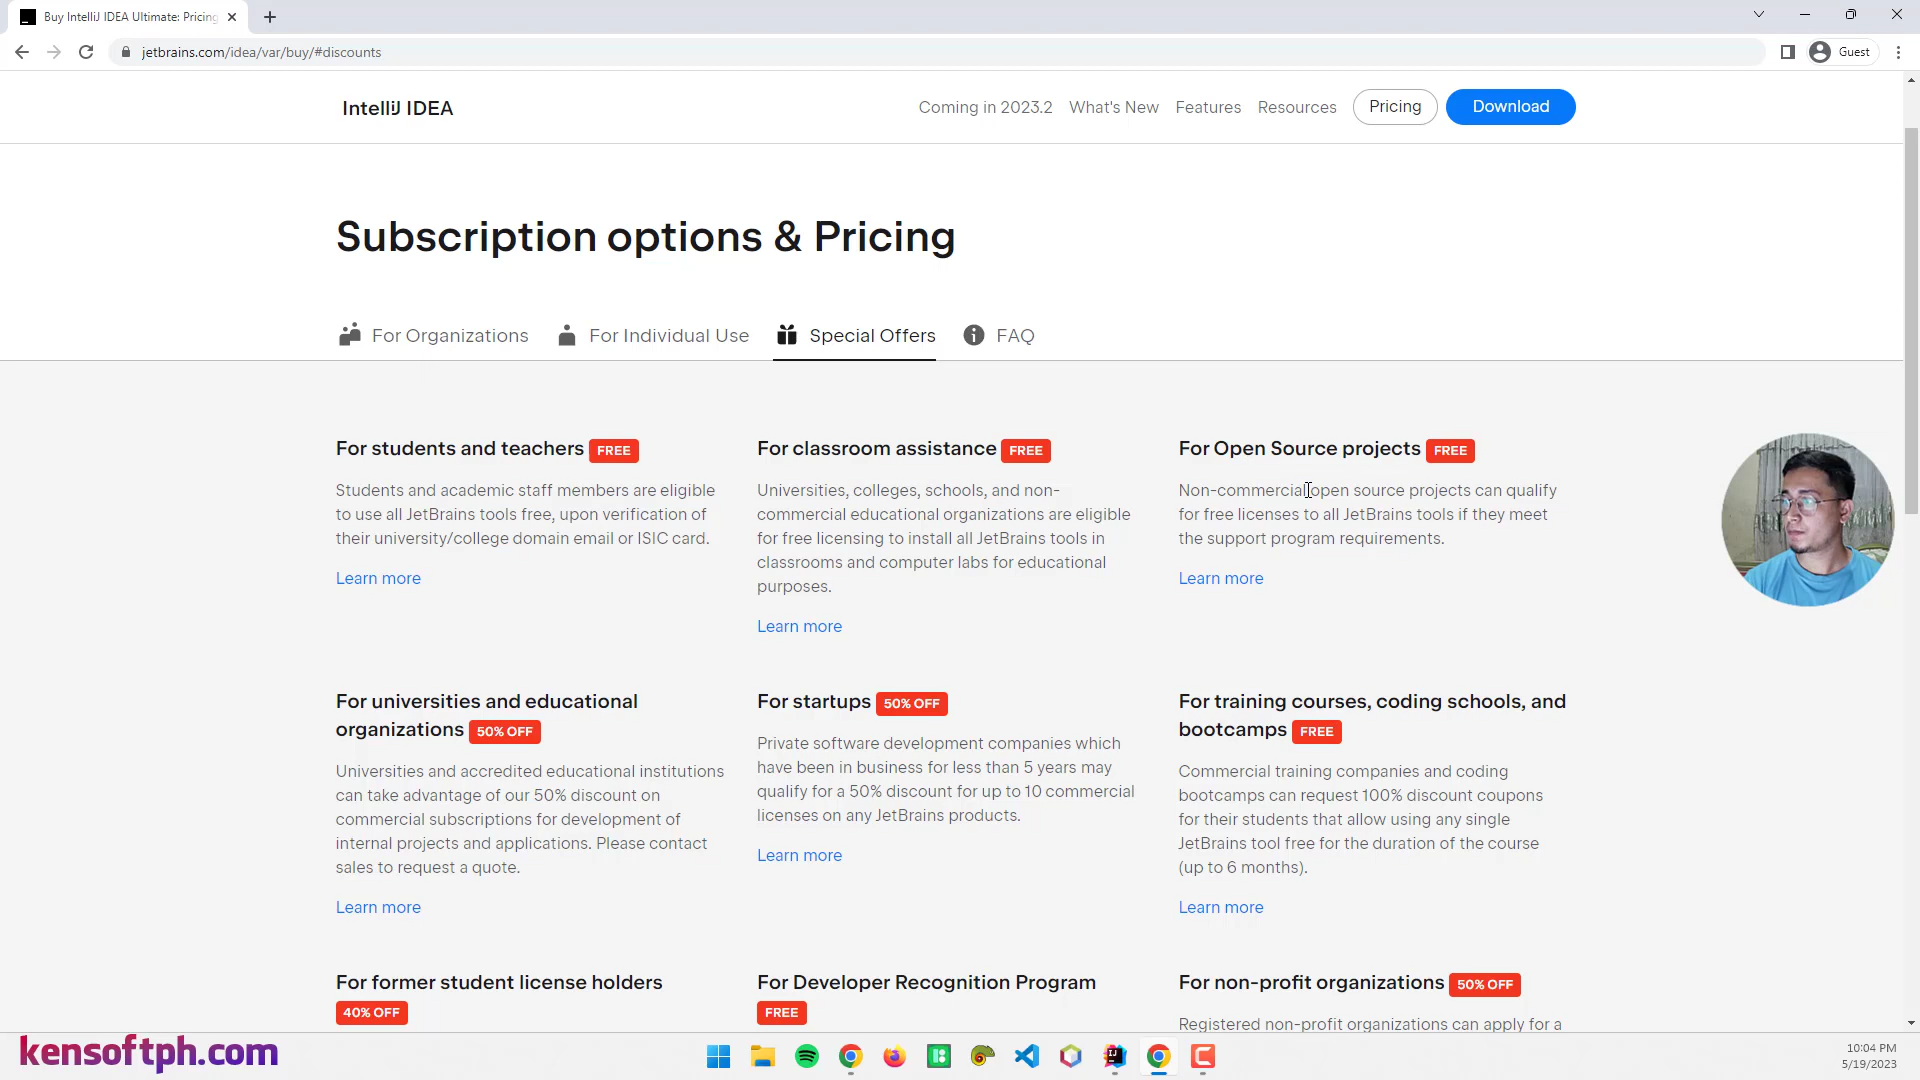 Buy IntelliJ IDEA Ultimate: Pricing
jetbrains.com/idea/var/buy/#discounts
Guest
IntelliJ IDEA
Coming in 2023.2
What's New
Features
Resources
Pricing
Download
Subscription options & Pricing
For Organizations
For Individual Use
Special Offers
FAQ
For students and teachers FREE
Students and academic staff members are eligible
to use all JetBrains tools free, upon verification of
their university/college domain email or ISIC card.
Learn more
For classroom assistance FREE
Universities, colleges, schools, and non-
commercial educational organizations are eligible
for free licensing to install all JetBrains tools in
classrooms and computer labs for educational
purposes.
Learn more
For Open Source projects FREE
Non-commercial open source projects can qualify
for free licenses to all JetBrains tools if they meet
the support program requirements.
Learn more
For universities and educational
organizations 50% OFF
Universities and accredited educational institutions
can take advantage of our 50% discount on
commercial subscriptions for development of
internal projects and applications. Please contact
sales to request a quote.
Learn more
For startups 50% OFF
Private software development companies which
have been in business for less than 5 years may
qualify for a 50% discount for up to 10 commercial
licenses on any JetBrains products.
Learn more
For training courses, coding schools, and
bootcamps FREE
Commercial training companies and coding
bootcamps can request 100% discount coupons
for their students that allow using any single
JetBrains tool free for the duration of the course
(up to 6 months).
Learn more
For former student license holders
40% OFF
For Developer Recognition Program
FREE
For non-profit organizations 50% OFF
Registered non-profit organizations can apply for a
kensoftph.com
10:04 PM
5/19/2023